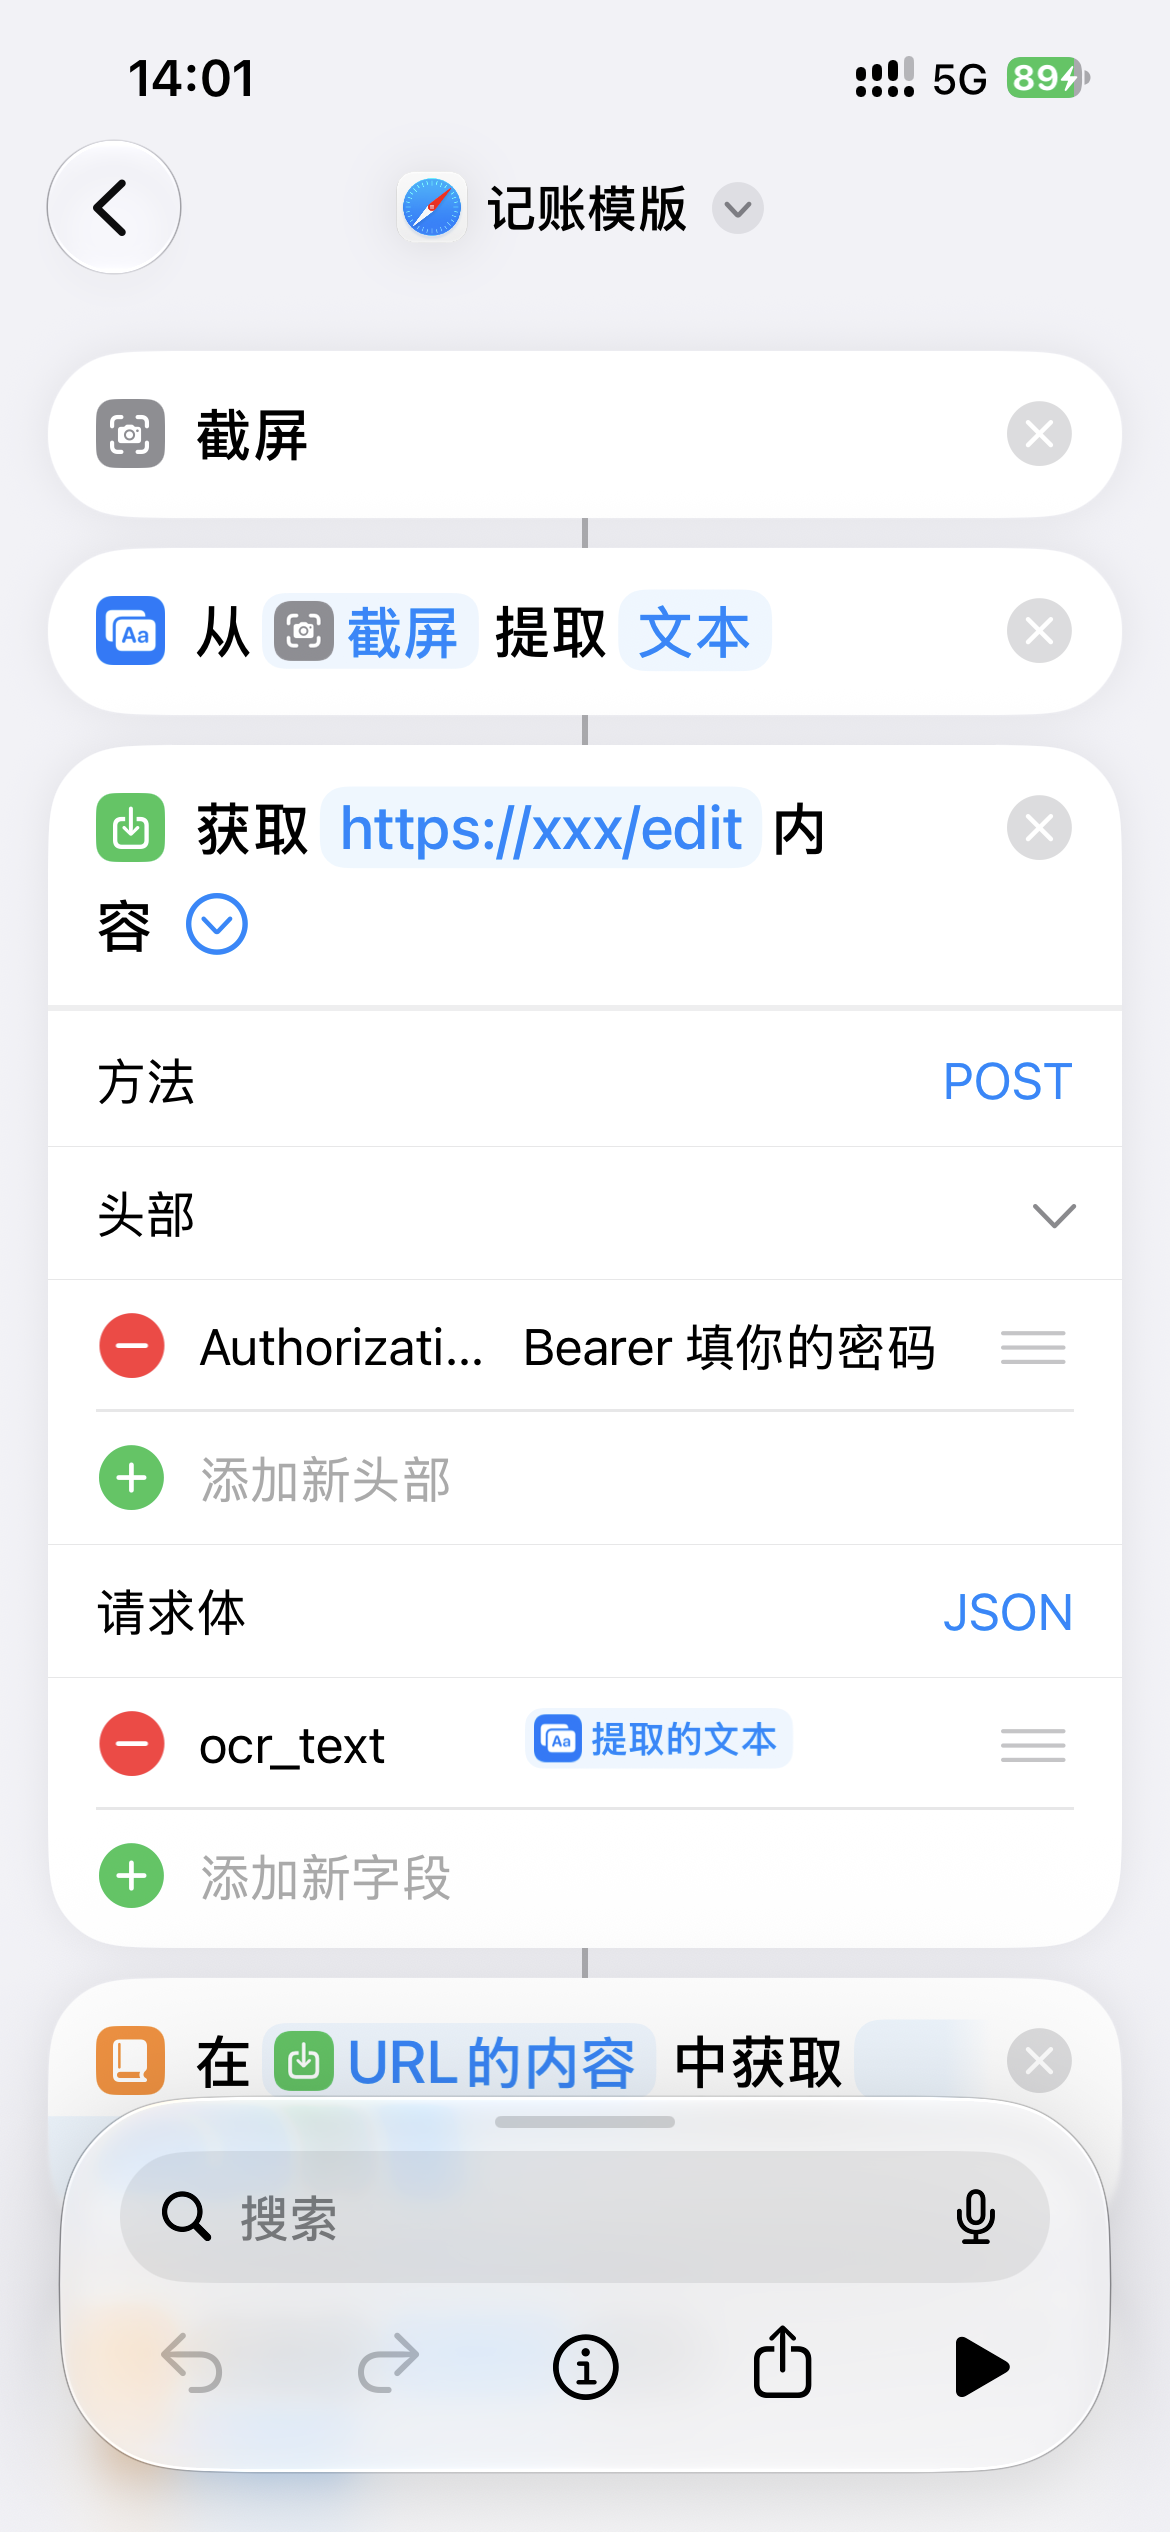 14:01
5G 89
记账模版
截屏
从 截屏 提取 文本
Aa
获取 https://xxx/edit 内
容
方法 POST
头部
Authorizati... Bearer 填你的密码
添加新头部
请求体 JSON
ocr_text Aa 提取的文本
添加新字段
在 URL的内容 中获取
搜索